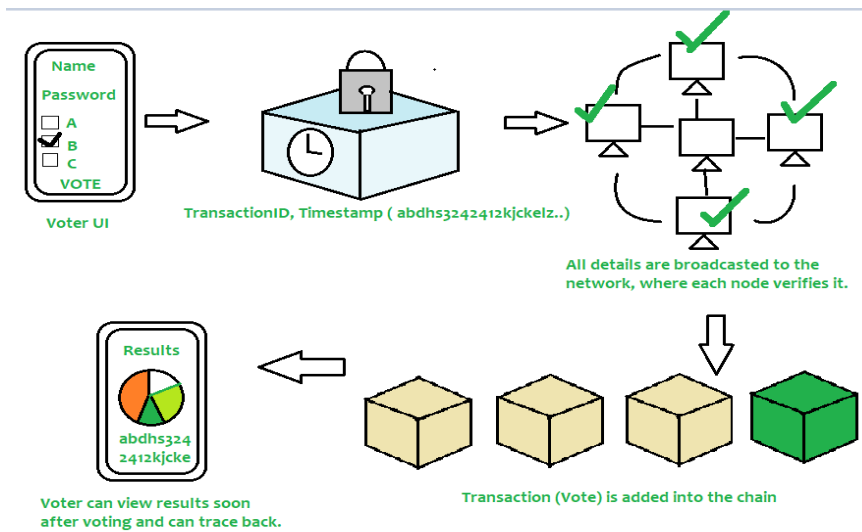 Name
Password
A
B
C
VOTE
Voter UI
TransactionID, Timestamp ( abdhs3242412kjckelz..)
All details are broadcasted to the
network, where each node verifies it.
Results
abdhs324
2412kjcke
Voter can view results soon
after voting and can trace back.
Transaction (Vote) is added into the chain